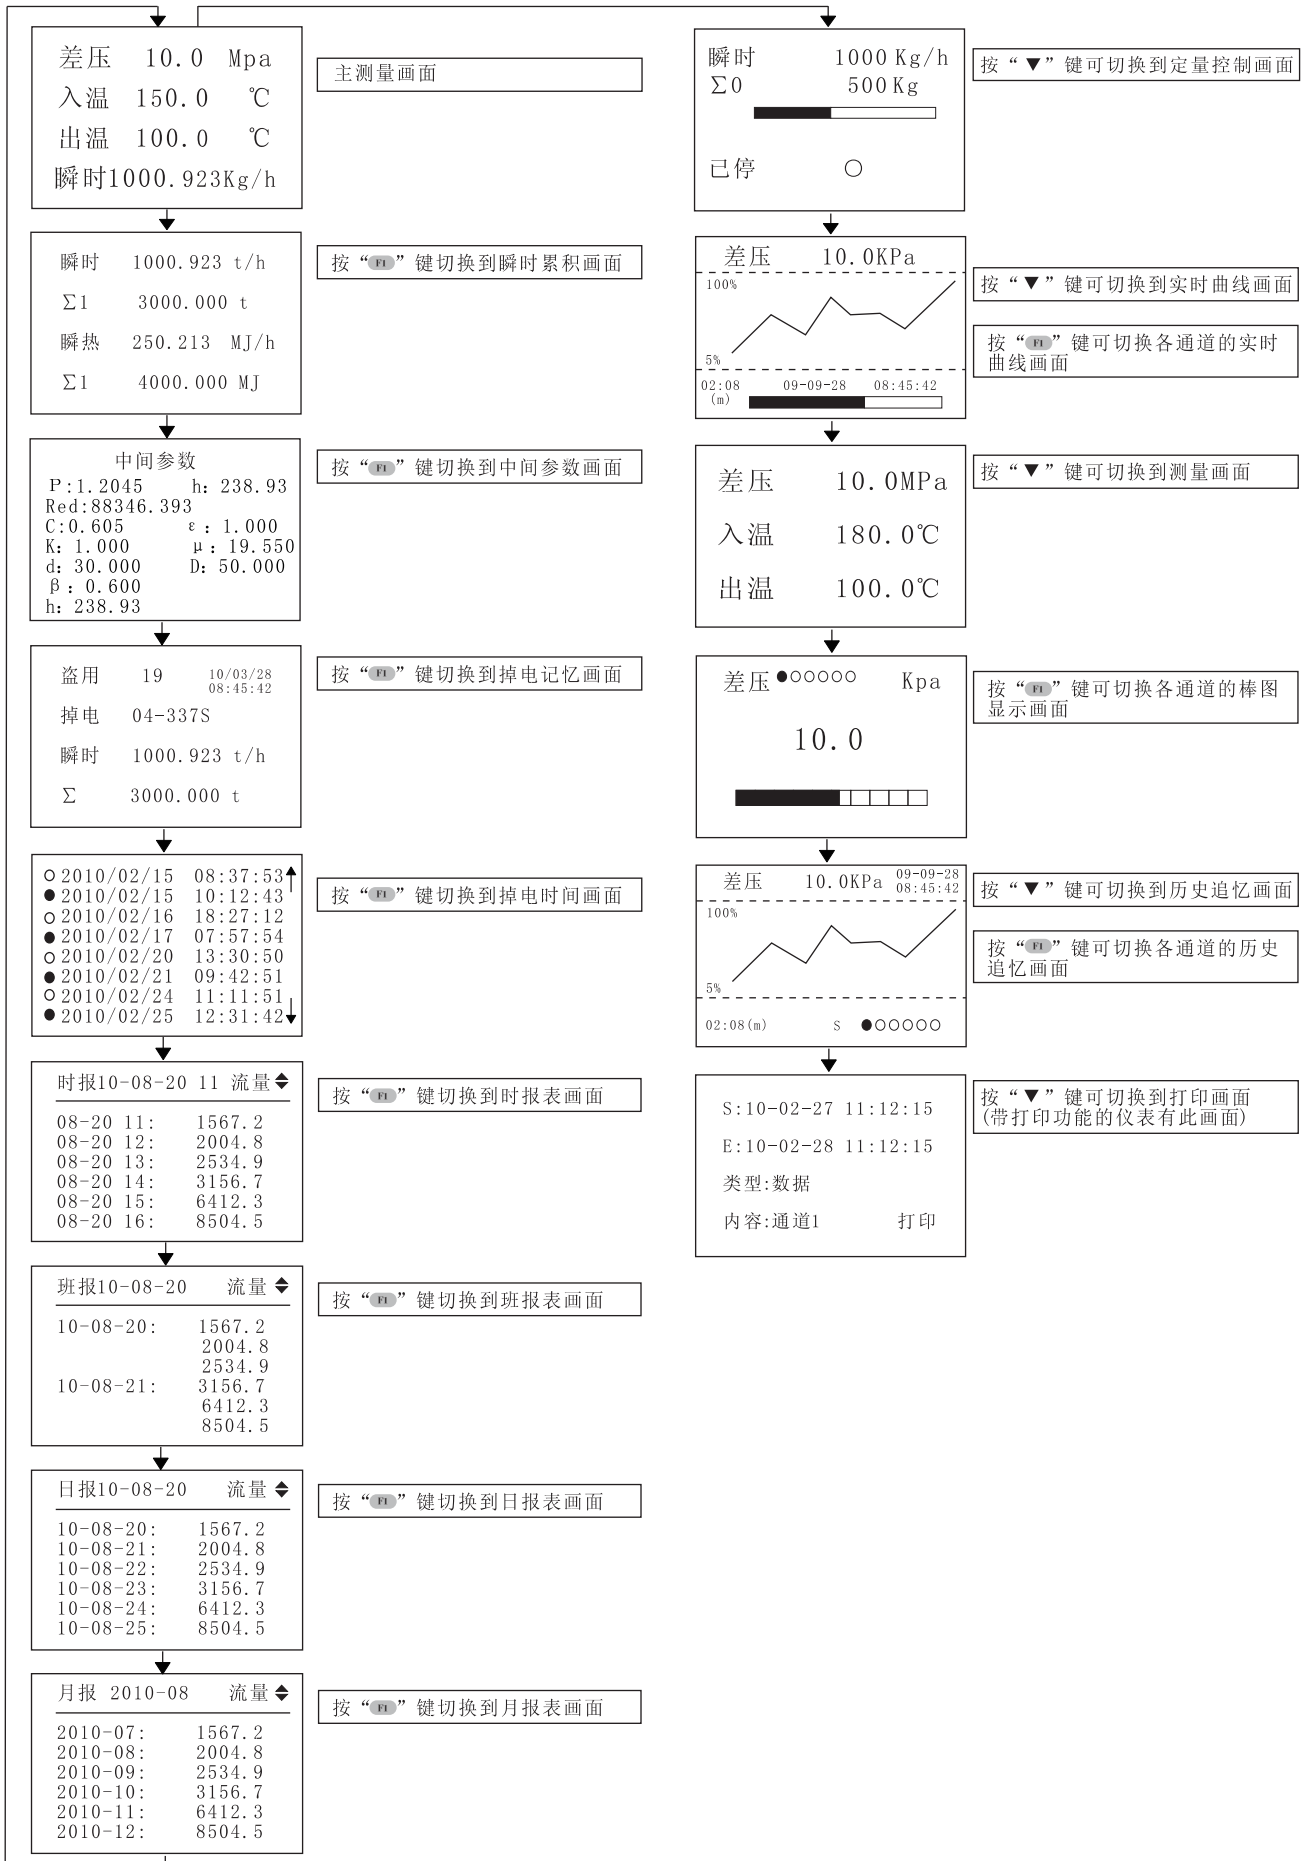 差压 10.0 Mpa
入温 150.0 ℃
出温 100.0 ℃
瞬时1000.923Kg/h
主测量画面
瞬时 1000.923 t/h
Σ1 3000.000 t
瞬热 250.213 MJ/h
Σ1 4000.000 MJ
按“F1”键切换到瞬时累积画面
中间参数
P:1.2045 h: 238.93
Red:88346.393
C:0.605 ε: 1.000
K: 1.000 μ: 19.550
d: 30.000 D: 50.000
β: 0.600
h: 238.93
按“F1”键切换到中间参数画面
盗用 19 10/03/28
08:45:42
掉电 04-337S
瞬时 1000.923 t/h
Σ 3000.000 t
按“F1”键切换到掉电记忆画面
○2010/02/15 08:37:53↑
●2010/02/15 10:12:43
○2010/02/16 18:27:12
●2010/02/17 07:57:54
○2010/02/20 13:30:50
●2010/02/21 09:42:51
○2010/02/24 11:11:51
●2010/02/25 12:31:42↓
按“F1”键切换到掉电时间画面
时报10-08-20 11 流量
08-20 11: 1567.2
08-20 12: 2004.8
08-20 13: 2534.9
08-20 14: 3156.7
08-20 15: 6412.3
08-20 16: 8504.5
按“F1”键切换到时报表画面
班报10-08-20 流量
10-08-20: 1567.2
2004.8
2534.9
10-08-21: 3156.7
6412.3
8504.5
按“F1”键切换到班报表画面
日报10-08-20 流量
10-08-20: 1567.2
10-08-21: 2004.8
10-08-22: 2534.9
10-08-23: 3156.7
10-08-24: 6412.3
10-08-25: 8504.5
按“F1”键切换到日报表画面
月报 2010-08 流量
2010-07: 1567.2
2010-08: 2004.8
2010-09: 2534.9
2010-10: 3156.7
2010-11: 6412.3
2010-12: 8504.5
按“F1”键切换到月报表画面
瞬时 1000 Kg/h
Σ0 500 Kg
已停 ○
按“▼”键可切换到定量控制画面
差压 10.0KPa
100%
5%
02:08 09-09-28 08:45:42
(m)
按“▼”键可切换到实时曲线画面
按“F1”键可切换各通道的实时
曲线画面
差压 10.0MPa
入温 180.0℃
出温 100.0℃
按“▼”键可切换到测量画面
差压●○○○○○ Kpa
10.0
按“F1”键可切换各通道的棒图
显示画面
差压 10.0KPa 09-09-28
08:45:42
100%
5%
02:08(m) S ●○○○○○
按“▼”键可切换到历史追忆画面
按“F1”键可切换各通道的历史
追忆画面
S:10-02-27 11:12:15
E:10-02-28 11:12:15
类型:数据
内容:通道1 打印
按“▼”键可切换到打印画面
(带打印功能的仪表有此画面)